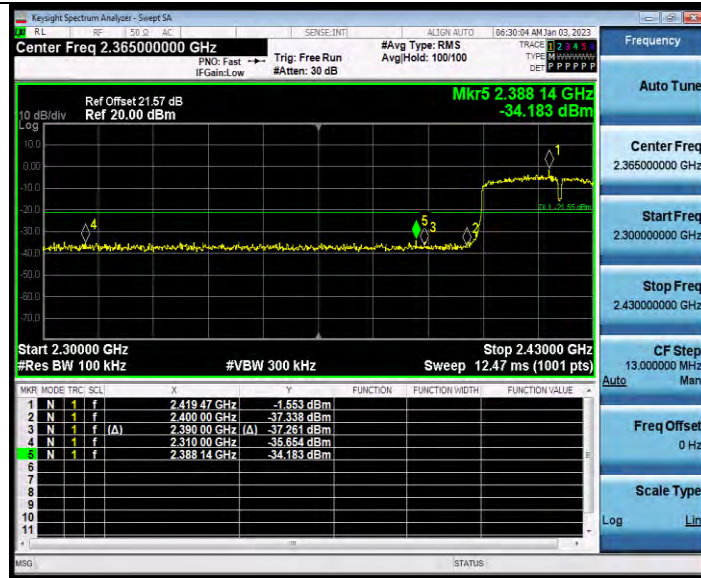 Keysight Spectrum Analyzer - Swept SA
RL RF 50 Ω AC SENSE:INT ALIGN AUTO 06:30:04 AM Jan 03, 2023
Center Freq 2.365000000 GHz
PNO: Fast
IFGain:Low
Trig: Free Run
#Atten: 30 dB
#Avg Type: RMS
Avg|Hold: 100/100
TRACE 1 2 3 4 5 6
TYPE M WWWWW
DET P P P P P P
Ref Offset 21.57 dB
Ref 20.00 dBm
10 dB/div
Log
Mkr5 2.388 14 GHz
-34.183 dBm
10.0
0.00
-10.0
-20.0
-30.0
-40.0
-50.0
-60.0
-70.0
1
2
3
4
5
DL1 -21.55 dBm
Start 2.30000 GHz
Stop 2.43000 GHz
#Res BW 100 kHz
#VBW 300 kHz
Sweep 12.47 ms (1001 pts)
MKR MODE TRC SCL X Y FUNCTION FUNCTION WIDTH FUNCTION VALUE
1 N 1 f 2.419 47 GHz -1.553 dBm
2 N 1 f 2.400 00 GHz -37.338 dBm
3 N 1 f (Δ) 2.390 00 GHz (Δ) -37.261 dBm
4 N 1 f 2.310 00 GHz -35.654 dBm
5 N 1 f 2.388 14 GHz -34.183 dBm
6
7
8
9
10
11
MSG
STATUS
Frequency
Auto Tune
Center Freq
2.365000000 GHz
Start Freq
2.300000000 GHz
Stop Freq
2.430000000 GHz
CF Step
13.000000 MHz
Auto Man
Freq Offset
0 Hz
Scale Type
Log Lin